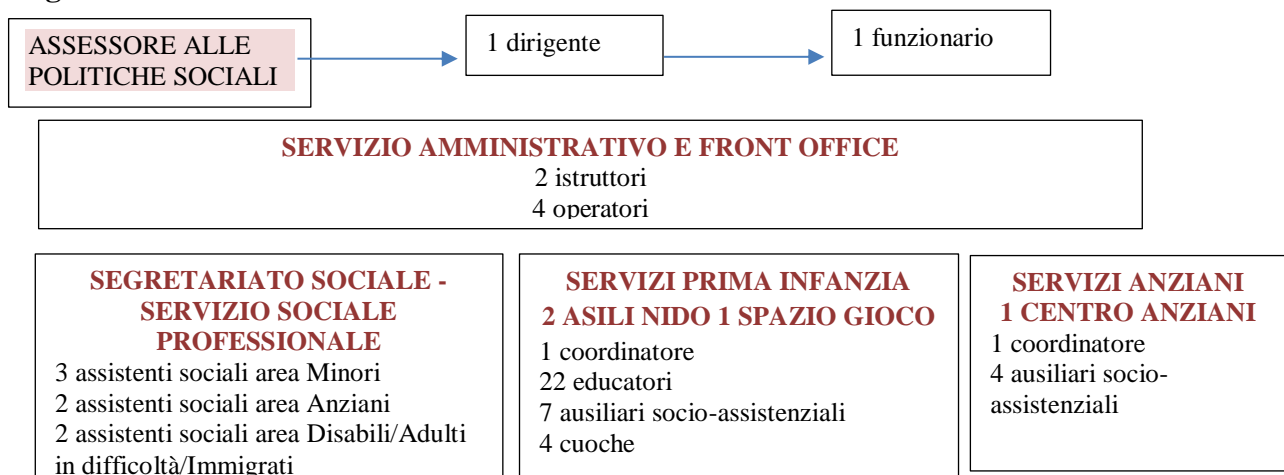 ASSESSORE ALLE
POLITICHE SOCIALI
1 dirigente
1 funzionario
SERVIZIO AMMINISTRATIVO E FRONT OFFICE
2 istruttori
4 operatori
SEGRETARIATO SOCIALE -
SERVIZIO SOCIALE
PROFESSIONALE
3 assistenti sociali area Minori
2 assistenti sociali area Anziani
2 assistenti sociali area Disabili/Adulti
in difficoltà/Immigrati
SERVIZI PRIMA INFANZIA
2 ASILI NIDO 1 SPAZIO GIOCO
1 coordinatore
22 educatori
7 ausiliari socio-assistenziali
4 cuoche
SERVIZI ANZIANI
1 CENTRO ANZIANI
1 coordinatore
4 ausiliari socio-
assistenziali